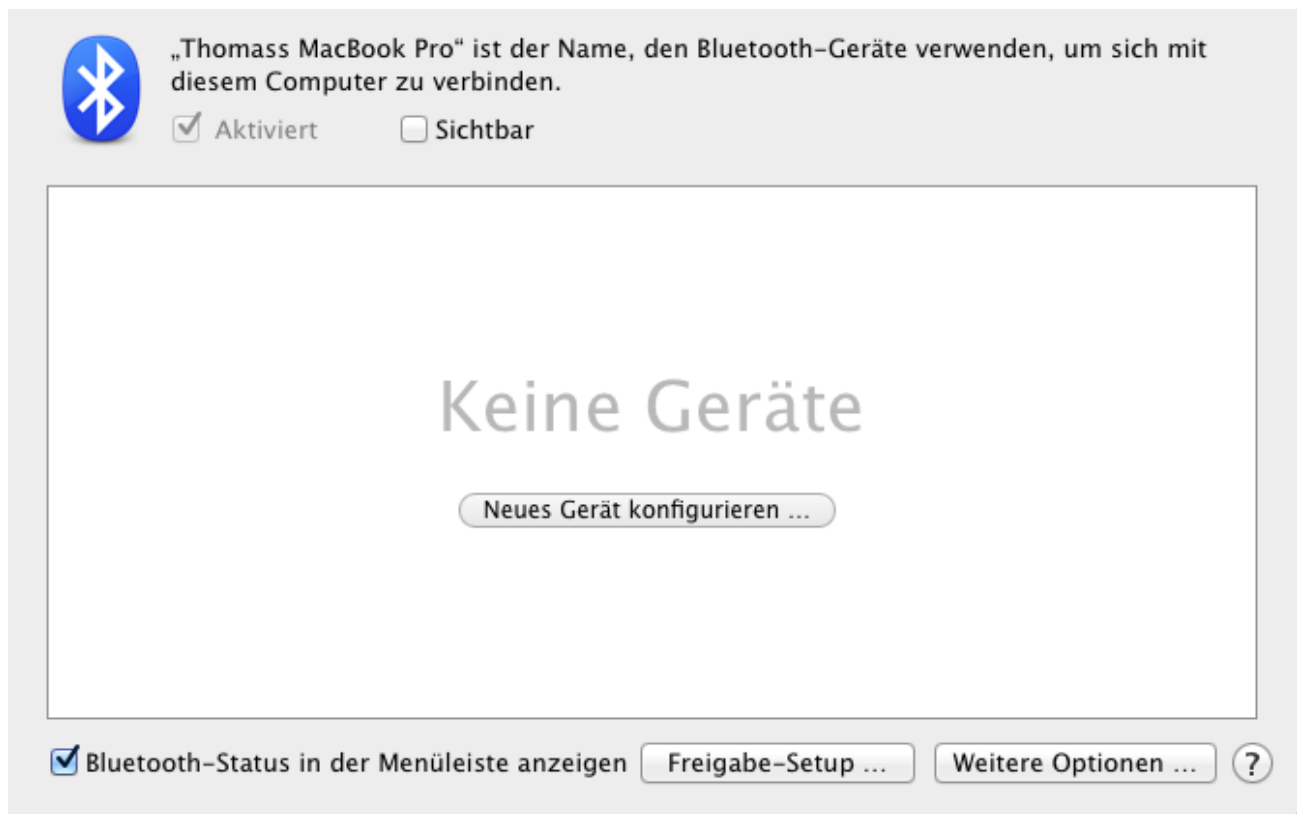 „Thomass MacBook Pro“ ist der Name, den Bluetooth-Geräte verwenden, um sich mit
diesem Computer zu verbinden.
Aktiviert Sichtbar
Keine Geräte
Neues Gerät konfigurieren ...
Bluetooth-Status in der Menüleiste anzeigen Freigabe-Setup ... Weitere Optionen ... ?